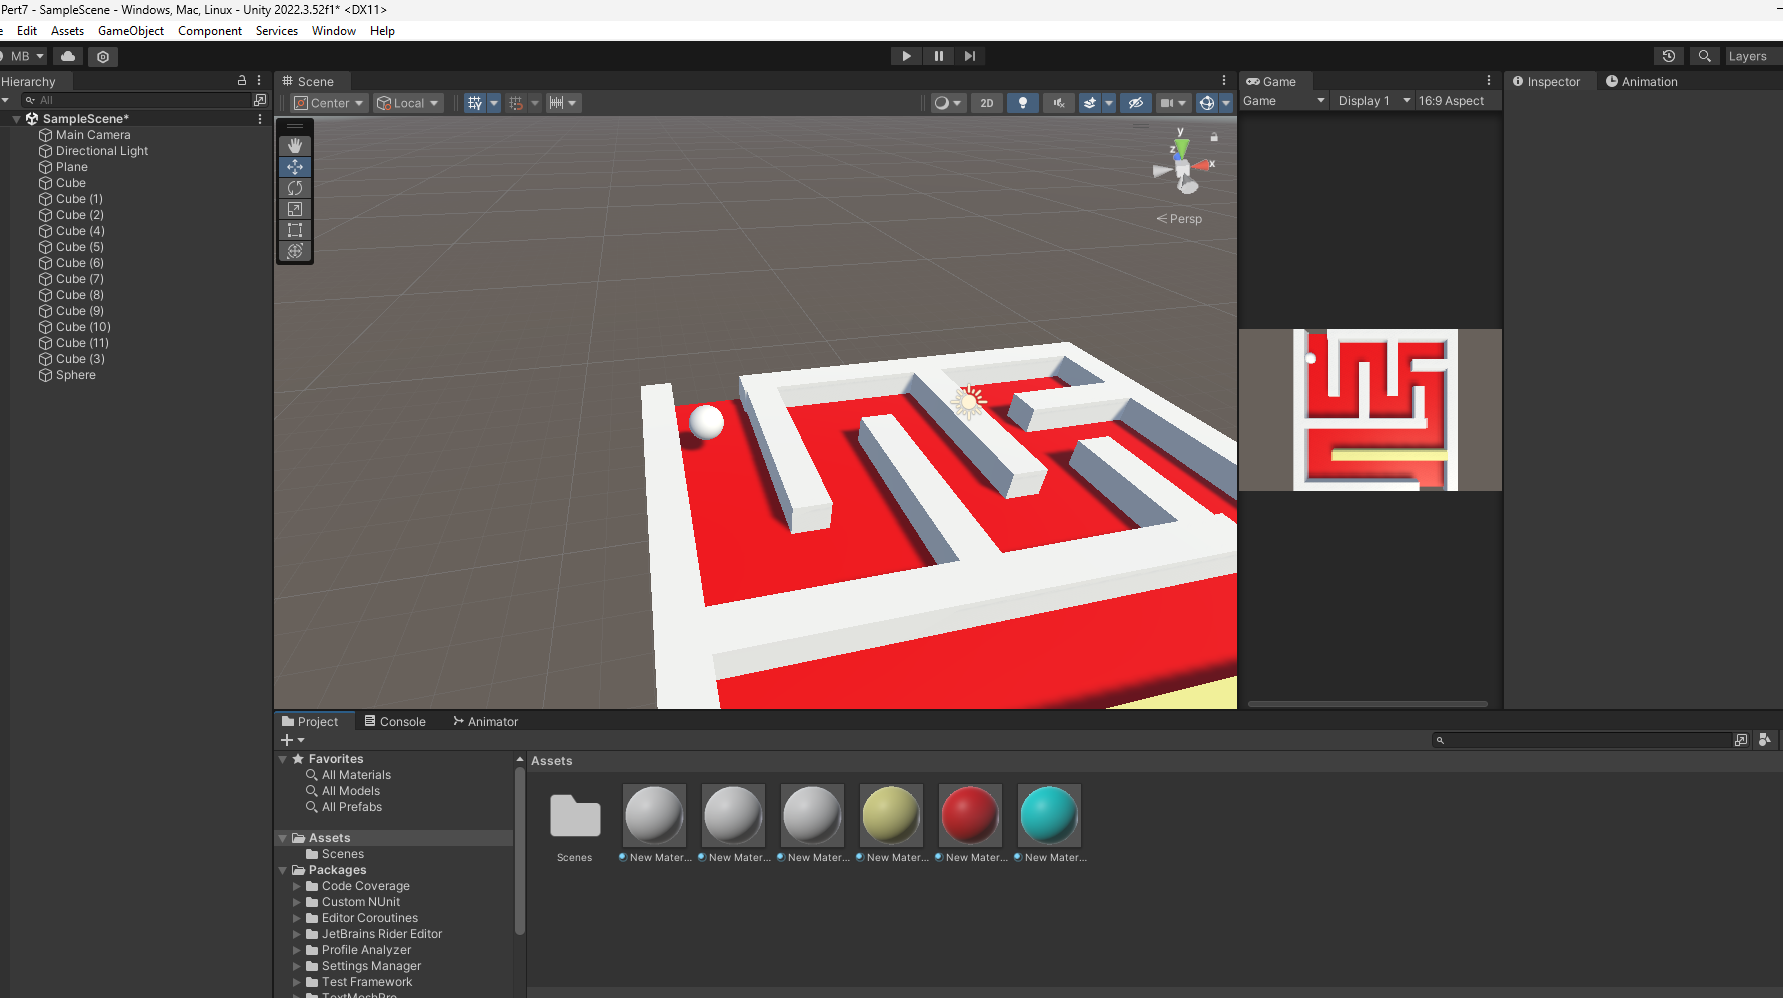 Pert7 - SampleScene - Windows, Mac, Linux - Unity 2022.3.52f1* <DX11>
Edit Assets GameObject Component Services Window Help
MB
Layers
Hierarchy
All
SampleScene*
Main Camera
Directional Light
Plane
Cube
Cube (1)
Cube (2)
Cube (4)
Cube (5)
Cube (6)
Cube (7)
Cube (8)
Cube (9)
Cube (10)
Cube (11)
Cube (3)
Sphere
Scene
Center Local
2D
y
z
x
Persp
Game
Game Display 1 16:9 Aspect
Inspector Animation
Project Console Animator
Favorites
All Materials
All Models
All Prefabs
Assets
Scenes
Packages
Code Coverage
Custom NUnit
Editor Coroutines
JetBrains Rider Editor
Profile Analyzer
Settings Manager
Test Framework
TextMeshPro
Assets
Scenes
New Mater...
New Mater...
New Mater...
New Mater...
New Mater...
New Mater...